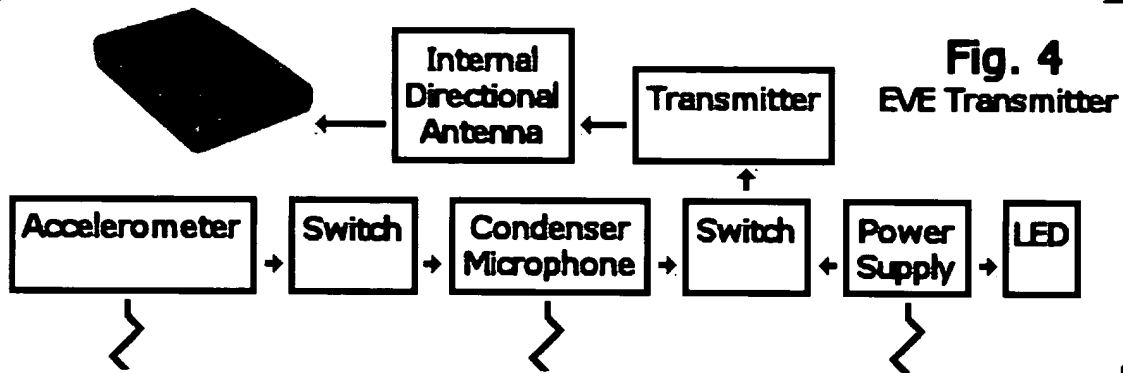 Internal
Directional
Antenna
Transmitter
Fig. 4
EVE Transmitter
Accelerometer
Switch
Condenser
Microphone
Switch
Power
Supply
LED